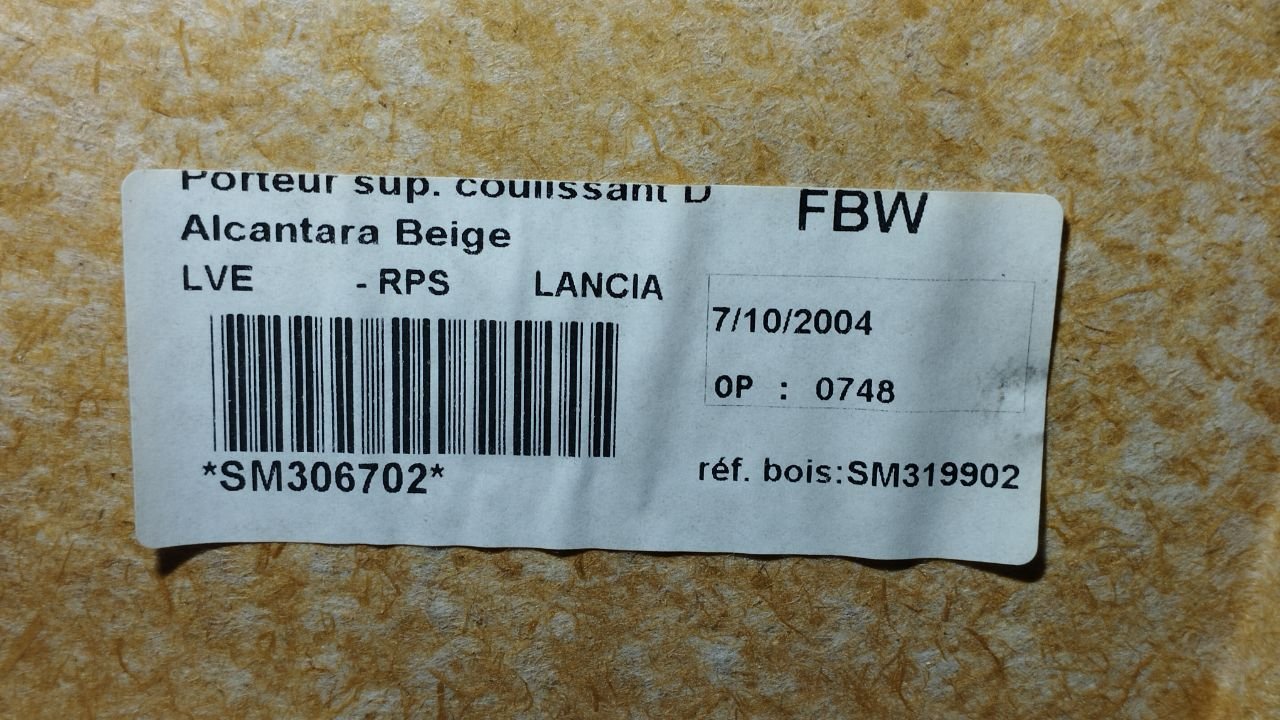 Porteur sup. coulissant D
FBW
Alcantara Beige
LVE - RPS LANCIA
7/10/2004
OP : 0748
*SM306702*
réf. bois:SM319902